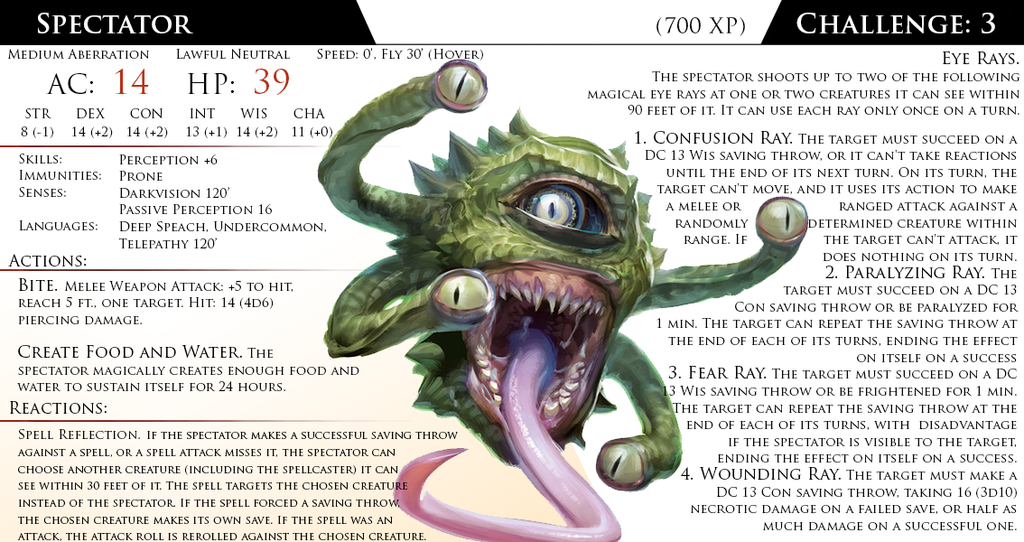 Spectator
(700 XP)
Challenge: 3
Medium Aberration Lawful Neutral Speed: 0', Fly 30' (Hover)
AC: 14 HP: 39
STR DEX CON INT WIS CHA
8 (-1) 14 (+2) 14 (+2) 13 (+1) 14 (+2) 11 (+0)
Skills: Perception +6
Immunities: Prone
Senses: Darkvision 120'
Passive Perception 16
Languages: Deep Speach, Undercommon,
Telepathy 120'
Actions:
Bite. Melee Weapon Attack: +5 to hit,
reach 5 ft., one target. Hit: 14 (4d6)
piercing damage.
Create Food and Water. The
spectator magically creates enough food and
water to sustain itself for 24 hours.
Reactions:
Spell Reflection. If the spectator makes a successful saving throw
against a spell, or a spell attack misses it, the spectator can
choose another creature (including the spellcaster) it can
see within 30 feet of it. The spell targets the chosen creature
instead of the spectator. If the spell forced a saving throw,
the chosen creature makes its own save. If the spell was an
attack, the attack roll is rerolled against the chosen creature.
Eye Rays.
The spectator shoots up to two of the following
magical eye rays at one or two creatures it can see within
90 feet of it. It can use each ray only once on a turn.
1. Confusion Ray. The target must succeed on a
DC 13 Wis saving throw, or it can't take reactions
until the end of its next turn. On its turn, the
target can't move, and it uses its action to make
a melee or ranged attack against a
randomly determined creature within
range. If the target can't attack, it
does nothing on its turn.
2. Paralyzing Ray. The
target must succeed on a DC 13
Con saving throw or be paralyzed for
1 min. The target can repeat the saving throw at
the end of each of its turns, ending the effect
on itself on a success
3. Fear Ray. The target must succeed on a DC
13 Wis saving throw or be frightened for 1 min.
The target can repeat the saving throw at the
end of each of its turns, with disadvantage
if the spectator is visible to the target,
ending the effect on itself on a success.
4. Wounding Ray. The target must make a
DC 13 Con saving throw, taking 16 (3d10)
necrotic damage on a failed save, or half as
much damage on a successful one.